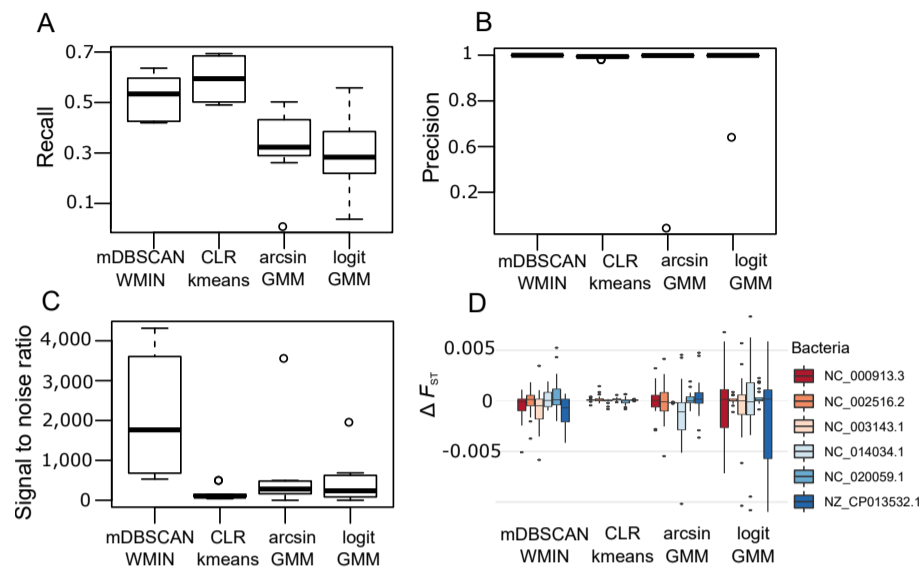 A
Recall
0.7
0.5
0.3
0.1
mDBSCAN WMIN
CLR kmeans
arcsin GMM
logit GMM
B
Precision
1
0.8
0.6
0.2
mDBSCAN WMIN
CLR kmeans
arcsin GMM
logit GMM
C
Signal to noise ratio
4,000
3,000
2,000
1,000
0
mDBSCAN WMIN
CLR kmeans
arcsin GMM
logit GMM
D
Δ FST
0.005
0
-0.005
mDBSCAN WMIN
CLR kmeans
arcsin GMM
logit GMM
Bacteria
NC_000913.3
NC_002516.2
NC_003143.1
NC_014034.1
NC_020059.1
NZ_CP013532.1